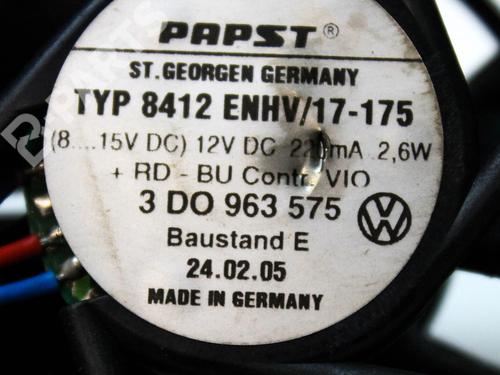 PAPST®
ST.GEORGEN GERMANY
TYP 8412 ENHV/17-175
(8....15V DC) 12V DC 220mA 2,6W
+ RD - BU Contr. VIO
3 DO 963 575
Baustand E
24.02.05
MADE IN GERMANY